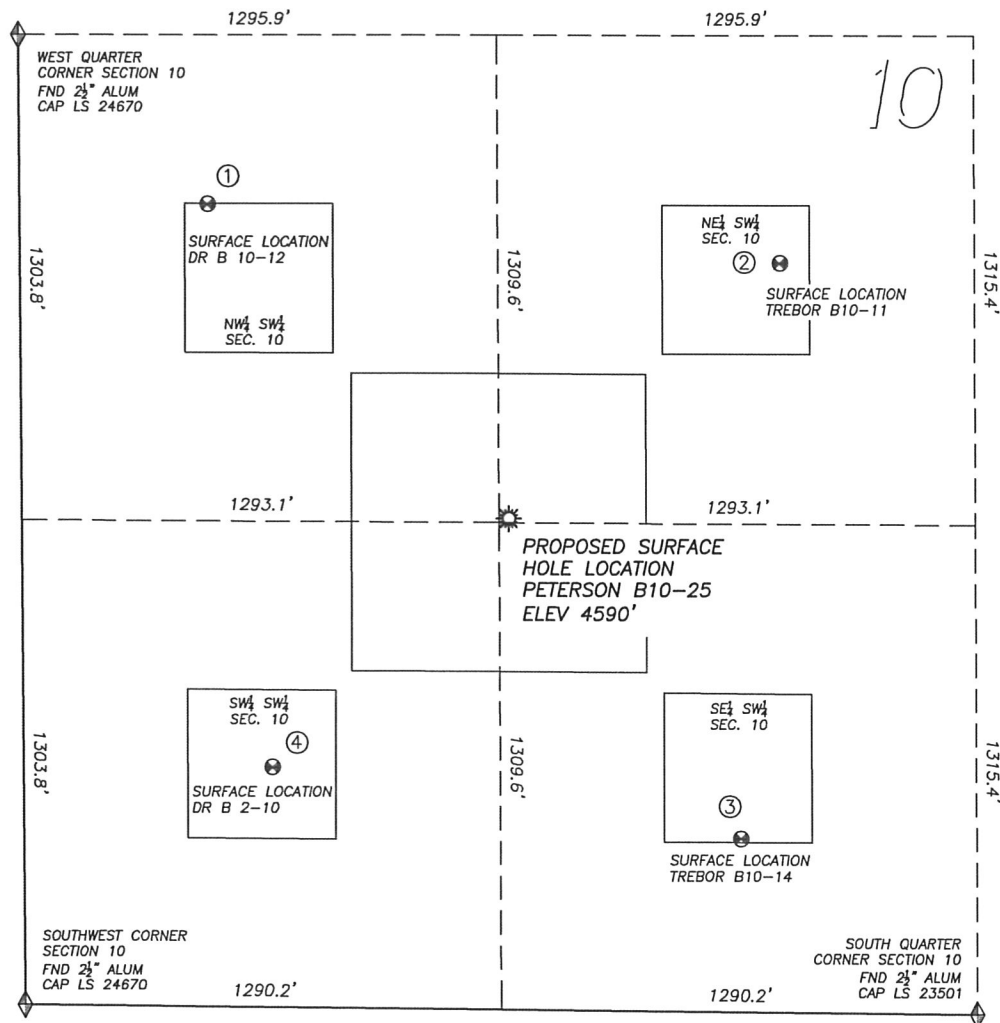 1295.9'
1295.9'
WEST QUARTER
CORNER SECTION 10
FND 2½" ALUM
CAP LS 24670
10
①
SURFACE LOCATION
DR B 10-12
NW¼ SW¼
SEC. 10
NE¼ SW¼
SEC. 10
②
SURFACE LOCATION
TREBOR B10-11
1303.8'
1309.6'
1315.4'
1293.1'
1293.1'
PROPOSED SURFACE
HOLE LOCATION
PETERSON B10-25
ELEV 4590'
SW¼ SW¼
SEC. 10
④
SURFACE LOCATION
DR B 2-10
SE¼ SW¼
SEC. 10
③
SURFACE LOCATION
TREBOR B10-14
1303.8'
1309.6'
1315.4'
SOUTHWEST CORNER
SECTION 10
FND 2½" ALUM
CAP LS 24670
SOUTH QUARTER
CORNER SECTION 10
FND 2½" ALUM
CAP LS 23501
1290.2'
1290.2'